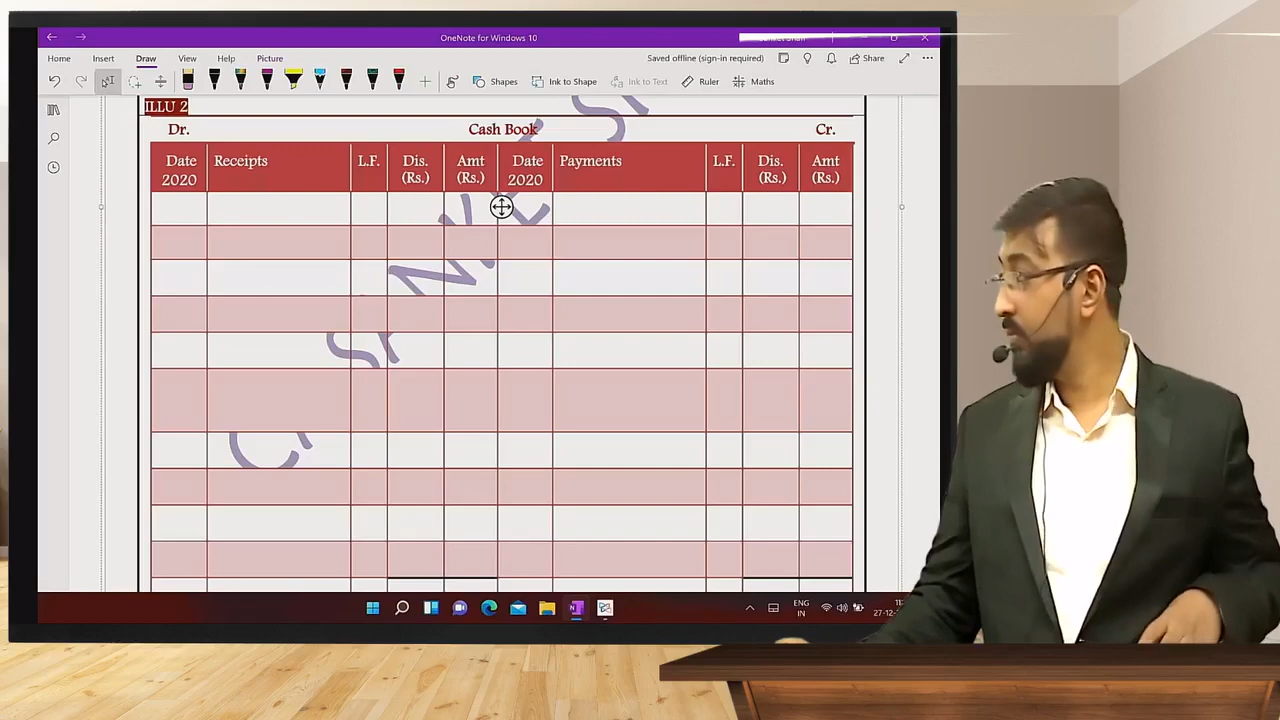 OneNote for Windows 10
Home Insert Draw View Help Picture
Saved offline (sign-in required) Share
Shapes Ink to Shape Ink to Text Ruler Maths
ILLU 2
Dr. Cash Book Cr.
Date 2020 Receipts L.F. Dis. (Rs.) Amt (Rs.) Date 2020 Payments L.F. Dis. (Rs.) Amt (Rs.)
ENG
IN